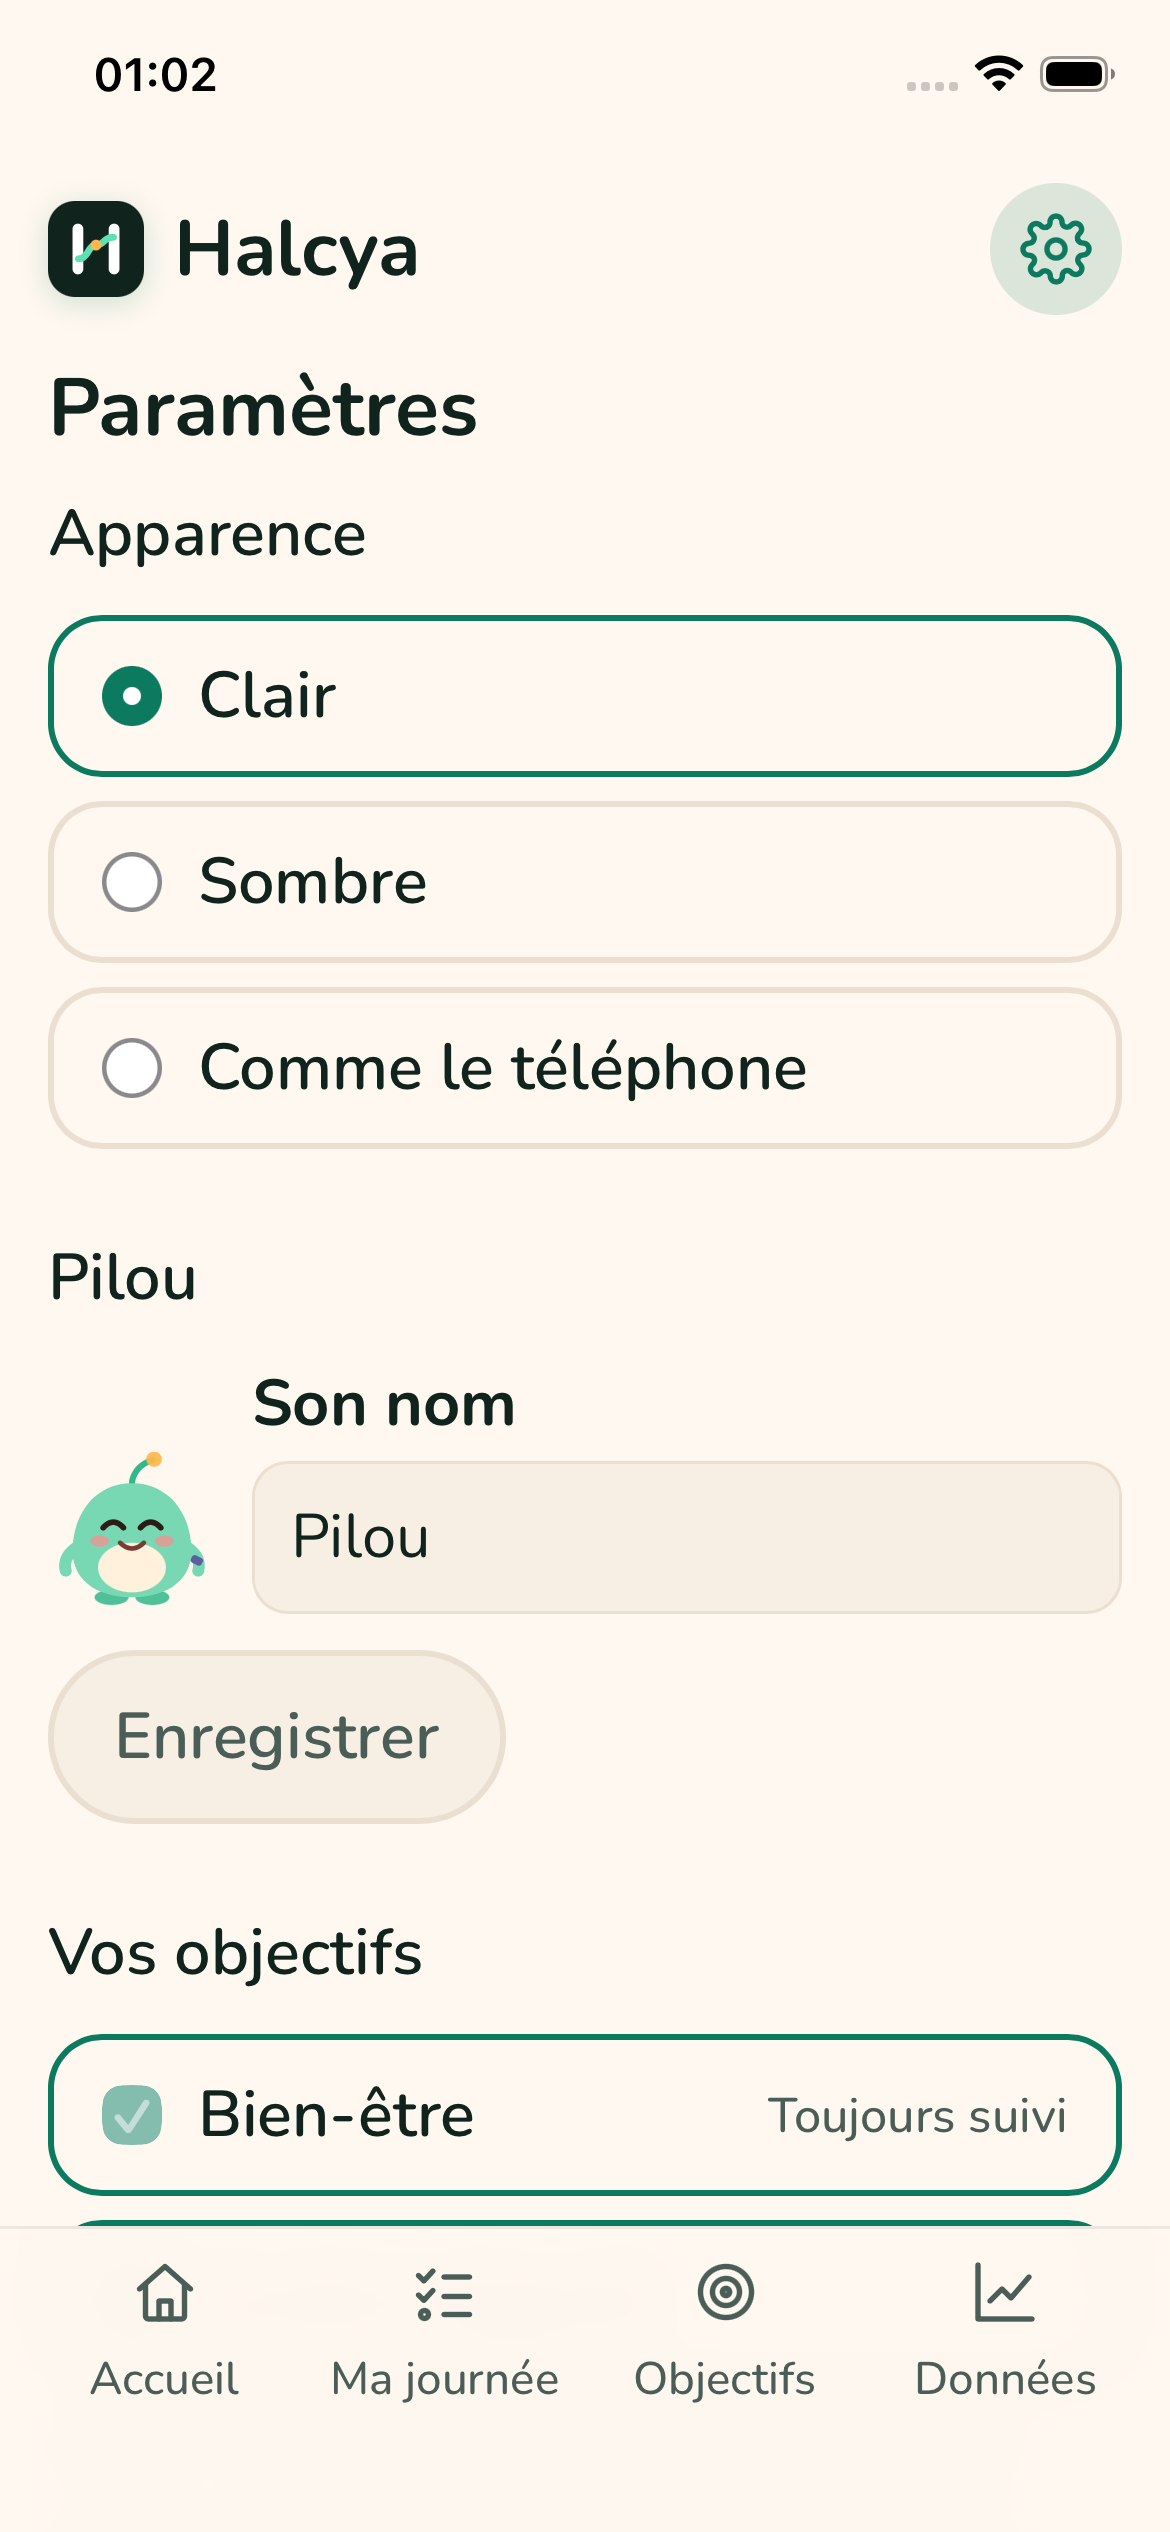 01:02
Halcya
Paramètres
Apparence
Clair
Sombre
Comme le téléphone
Pilou
Son nom
Pilou
Enregistrer
Vos objectifs
Bien-être Toujours suivi
Accueil Ma journée Objectifs Données